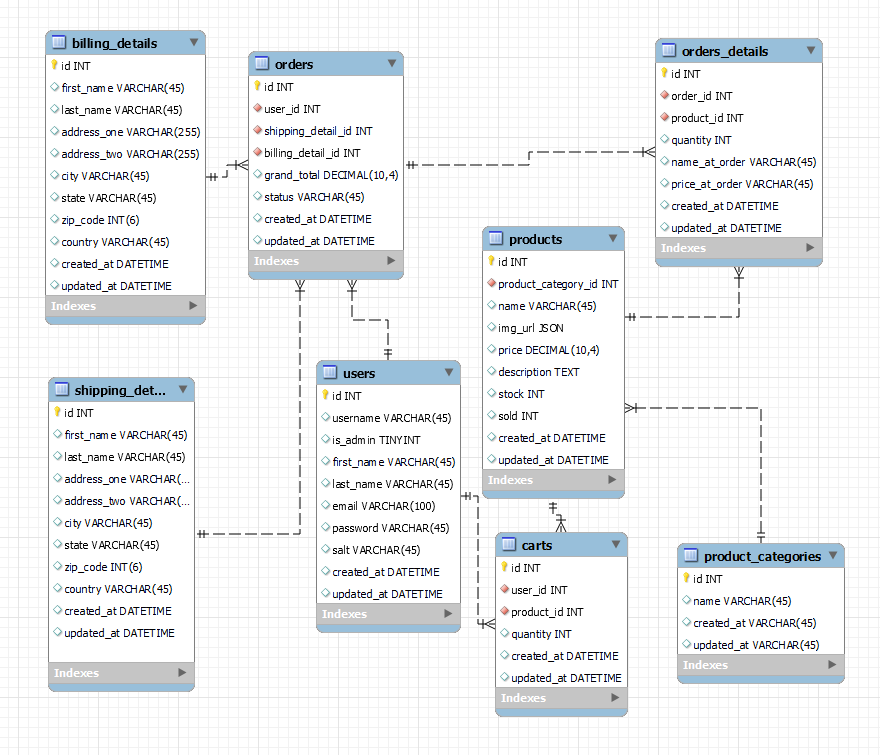 billing_details
id INT
first_name VARCHAR(45)
last_name VARCHAR(45)
address_one VARCHAR(255)
address_two VARCHAR(255)
city VARCHAR(45)
state VARCHAR(45)
zip_code INT(6)
country VARCHAR(45)
created_at DATETIME
updated_at DATETIME
Indexes
orders
id INT
user_id INT
shipping_detail_id INT
billing_detail_id INT
grand_total DECIMAL(10,4)
status VARCHAR(45)
created_at DATETIME
updated_at DATETIME
Indexes
orders_details
id INT
order_id INT
product_id INT
quantity INT
name_at_order VARCHAR(45)
price_at_order VARCHAR(45)
created_at DATETIME
updated_at DATETIME
Indexes
products
id INT
product_category_id INT
name VARCHAR(45)
img_url JSON
price DECIMAL(10,4)
description TEXT
stock INT
sold INT
created_at DATETIME
updated_at DATETIME
Indexes
shipping_det...
id INT
first_name VARCHAR(45)
last_name VARCHAR(45)
address_one VARCHAR(...
address_two VARCHAR(...
city VARCHAR(45)
state VARCHAR(45)
zip_code INT(6)
country VARCHAR(45)
created_at DATETIME
updated_at DATETIME
Indexes
users
id INT
username VARCHAR(45)
is_admin TINYINT
first_name VARCHAR(45)
last_name VARCHAR(45)
email VARCHAR(100)
password VARCHAR(45)
salt VARCHAR(45)
created_at DATETIME
updated_at DATETIME
Indexes
carts
id INT
user_id INT
product_id INT
quantity INT
created_at DATETIME
updated_at DATETIME
Indexes
product_categories
id INT
name VARCHAR(45)
created_at VARCHAR(45)
updated_at VARCHAR(45)
Indexes